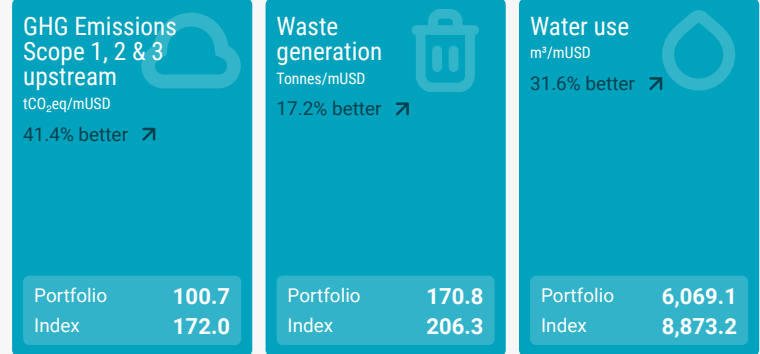 GHG Emissions
Scope 1, 2 & 3
upstream
tCO₂eq/mUSD
41.4% better
Portfolio 100.7
Index 172.0
Waste
generation
Tonnes/mUSD
17.2% better
Portfolio 170.8
Index 206.3
Water use
m³/mUSD
31.6% better
Portfolio 6,069.1
Index 8,873.2